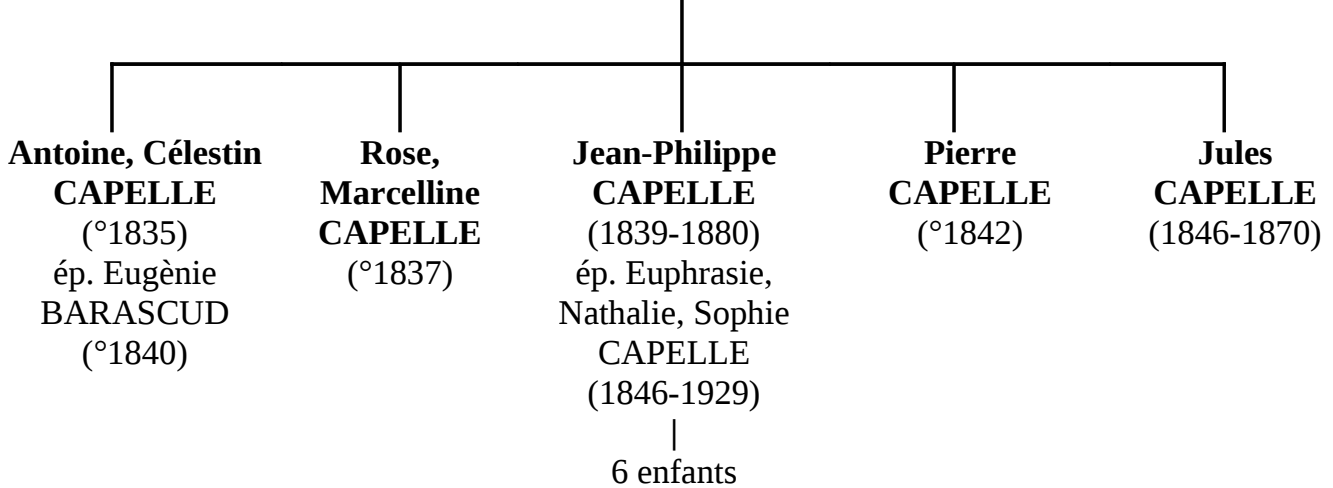 Antoine, Célestin
CAPELLE
(°1835)
ép. Eugènie
BARASCUD
(°1840)
Rose,
Marcelline
CAPELLE
(°1837)
Jean-Philippe
CAPELLE
(1839-1880)
ép. Euphrasie,
Nathalie, Sophie
CAPELLE
(1846-1929)
6 enfants
Pierre
CAPELLE
(°1842)
Jules
CAPELLE
(1846-1870)